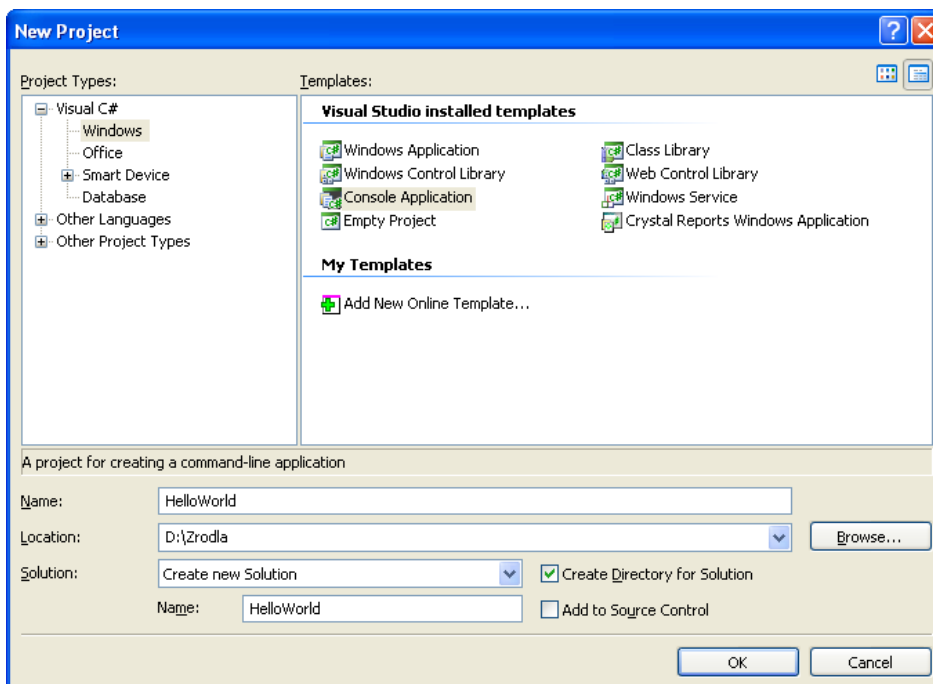 New Project
Project Types:
Templates:
Visual C#
Windows
Office
Smart Device
Database
Other Languages
Other Project Types
Visual Studio installed templates
Windows Application
Class Library
Windows Control Library
Web Control Library
Console Application
Windows Service
Empty Project
Crystal Reports Windows Application
My Templates
Add New Online Template...
A project for creating a command-line application
Name: HelloWorld
Location: D:\Zrodla Browse...
Solution: Create new Solution Create Directory for Solution
Name: HelloWorld Add to Source Control
OK Cancel